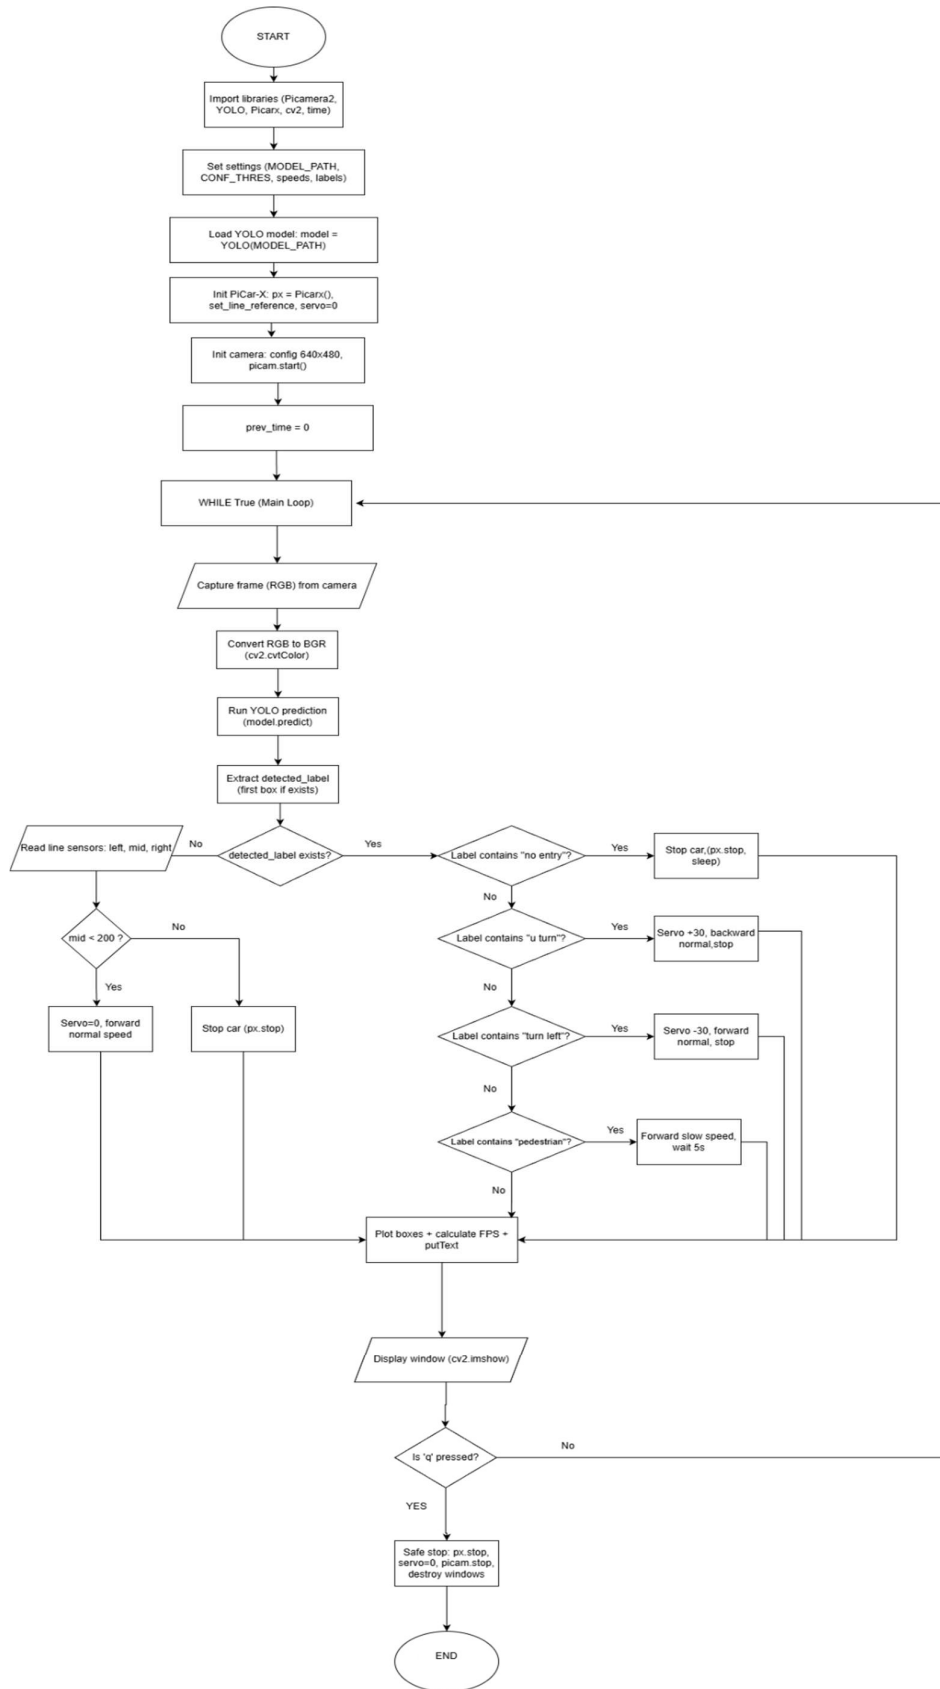 START
Import libraries (Picamera2,
YOLO, Picarx, cv2, time)
Set settings (MODEL_PATH,
CONF_THRES, speeds, labels)
Load YOLO model: model =
YOLO(MODEL_PATH)
Init PiCar-X: px = Picarx(),
set_line_reference, servo=0
Init camera: config 640x480,
picam.start()
prev_time = 0
WHILE True (Main Loop)
Capture frame (RGB) from camera
Convert RGB to BGR
(cv2.cvtColor)
Run YOLO prediction
(model.predict)
Extract detected_label
(first box if exists)
Read line sensors: left, mid, right
No
detected_label exists?
Yes
Label contains "no entry"?
Yes
Stop car,(px.stop,
sleep)
No
mid < 200 ?
No
Label contains "u turn"?
Yes
Servo +30, backward
normal,stop
Yes
No
Servo=0, forward
normal speed
Stop car (px.stop)
Label contains "turn left"?
Yes
Servo -30, forward
normal, stop
No
Label contains "pedestrian"?
Yes
Forward slow speed,
wait 5s
No
Plot boxes + calculate FPS +
putText
Display window (cv2.imshow)
Is 'q' pressed?
No
YES
Safe stop: px.stop,
servo=0, picam.stop,
destroy windows
END